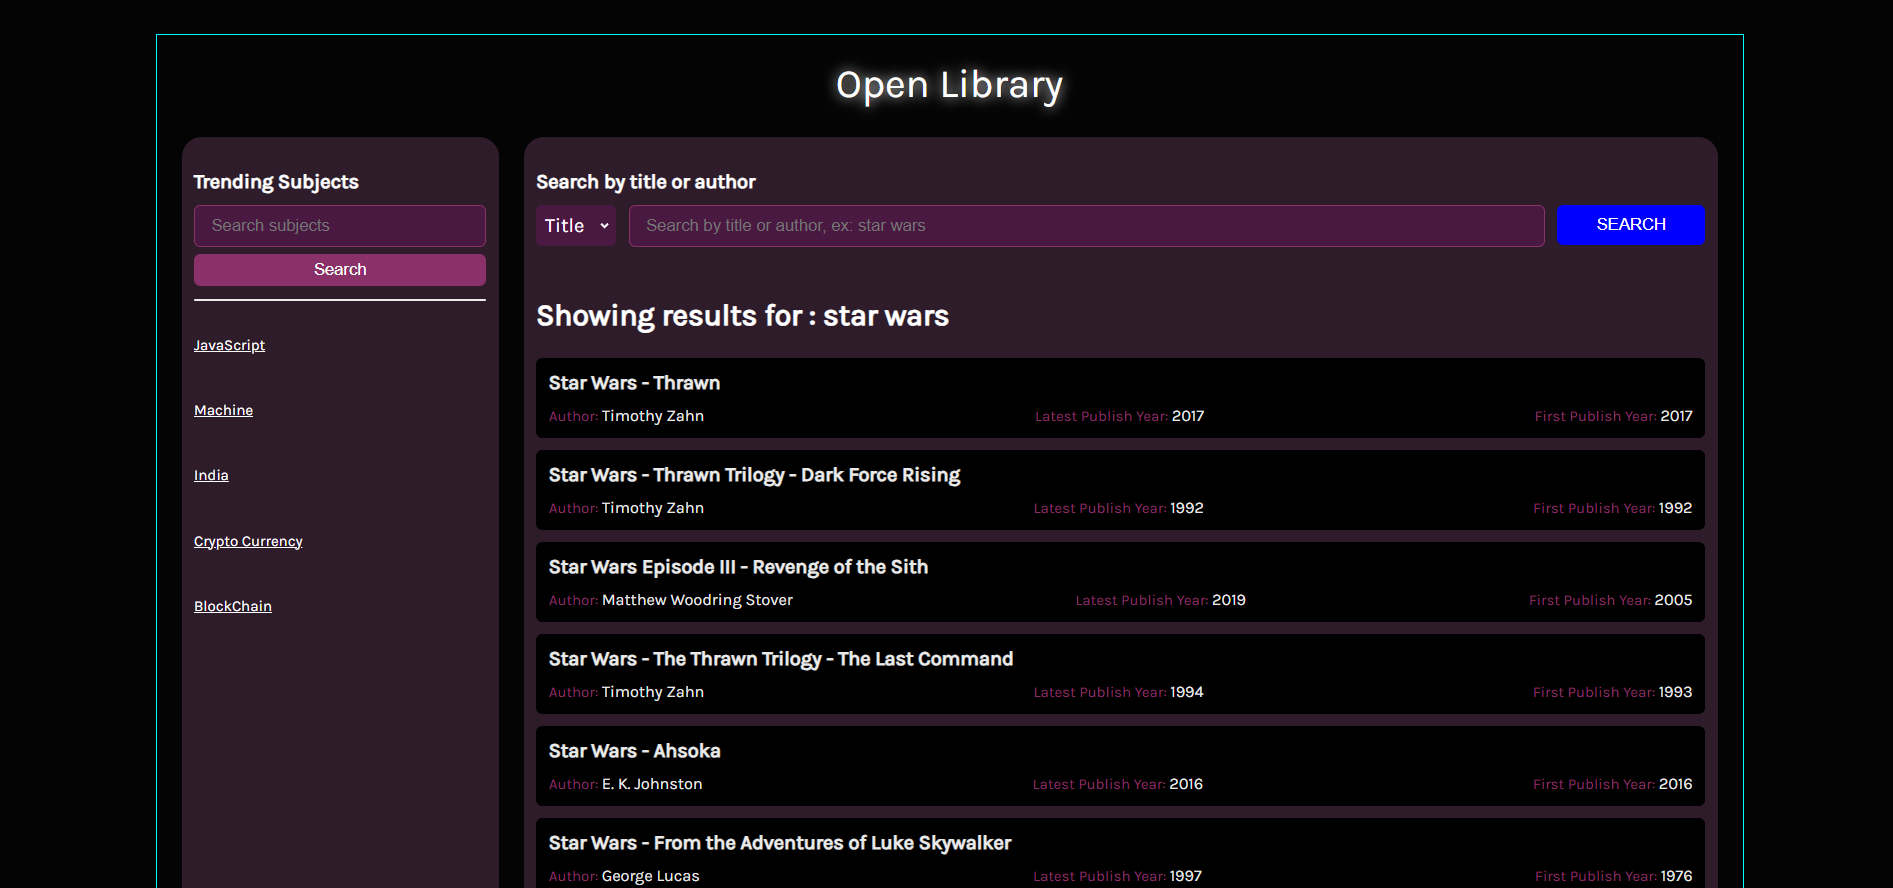 Open Library
Trending Subjects
Search subjects
Search
JavaScript
Machine
India
Crypto Currency
BlockChain
Search by title or author
Title
Search by title or author, ex: star wars
SEARCH
Showing results for : star wars
Star Wars - Thrawn
Author: Timothy Zahn Latest Publish Year: 2017 First Publish Year: 2017
Star Wars - Thrawn Trilogy - Dark Force Rising
Author: Timothy Zahn Latest Publish Year: 1992 First Publish Year: 1992
Star Wars Episode III - Revenge of the Sith
Author: Matthew Woodring Stover Latest Publish Year: 2019 First Publish Year: 2005
Star Wars - The Thrawn Trilogy - The Last Command
Author: Timothy Zahn Latest Publish Year: 1994 First Publish Year: 1993
Star Wars - Ahsoka
Author: E. K. Johnston Latest Publish Year: 2016 First Publish Year: 2016
Star Wars - From the Adventures of Luke Skywalker
Author: George Lucas Latest Publish Year: 1997 First Publish Year: 1976